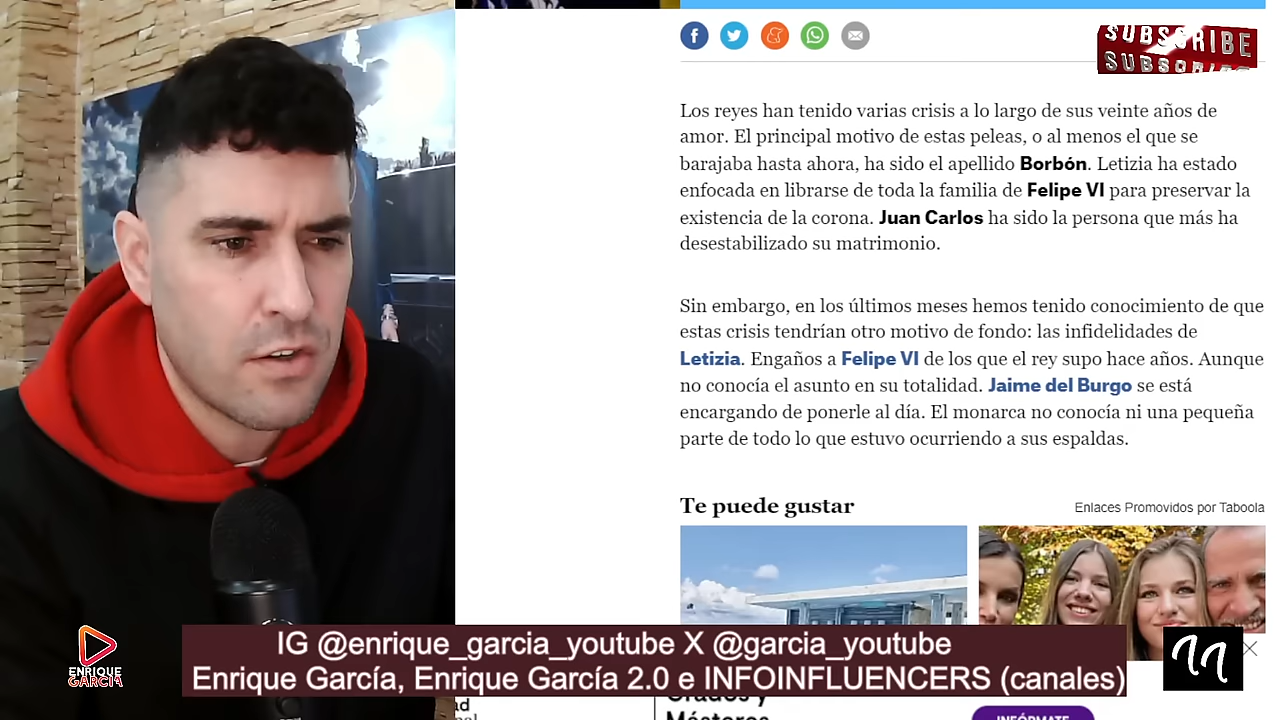 SUBSCRIBE
SUBSCRIBE
Los reyes han tenido varias crisis a lo largo de sus veinte años de
amor. El principal motivo de estas peleas, o al menos el que se
barajaba hasta ahora, ha sido el apellido Borbón. Letizia ha estado
enfocada en librarse de toda la familia de Felipe VI para preservar la
existencia de la corona. Juan Carlos ha sido la persona que más ha
desestabilizado su matrimonio.
Sin embargo, en los últimos meses hemos tenido conocimiento de que
estas crisis tendrían otro motivo de fondo: las infidelidades de
Letizia. Engaños a Felipe VI de los que el rey supo hace años. Aunque
no conocía el asunto en su totalidad. Jaime del Burgo se está
encargando de ponerle al día. El monarca no conocía ni una pequeña
parte de todo lo que estuvo ocurriendo a sus espaldas.
Te puede gustar
Enlaces Promovidos por Taboola
ENRIQUE
GARCÍA
IG @enrique_garcia_youtube X @garcia_youtube
Enrique García, Enrique García 2.0 e INFOINFLUENCERS (canales)
INFÓRMATE